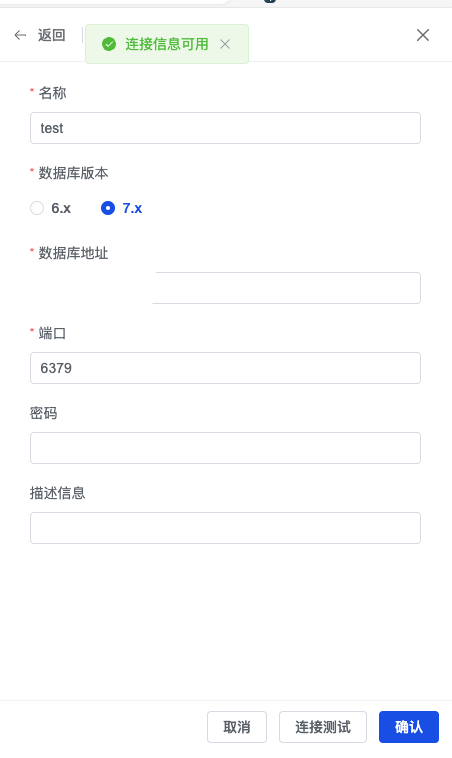 返回
连接信息可用
* 名称
test
* 数据库版本
6.x
7.x
* 数据库地址
* 端口
6379
密码
描述信息
取消
连接测试
确认